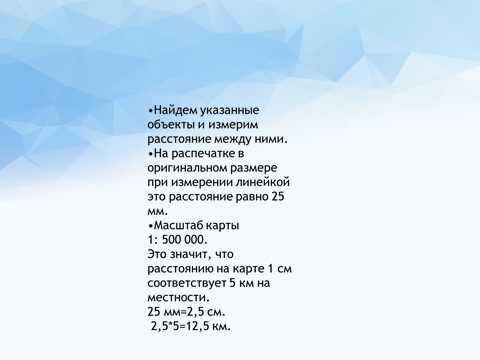 •Найдем указанные
объекты и измерим
расстояние между ними.
•На распечатке в
оригинальном размере
при измерении линейкой
это расстояние равно 25
мм.
•Масштаб карты
1: 500 000.
Это значит, что
расстоянию на карте 1 см
соответствует 5 км на
местности.
25 мм=2,5 см.
2,5*5=12,5 км.